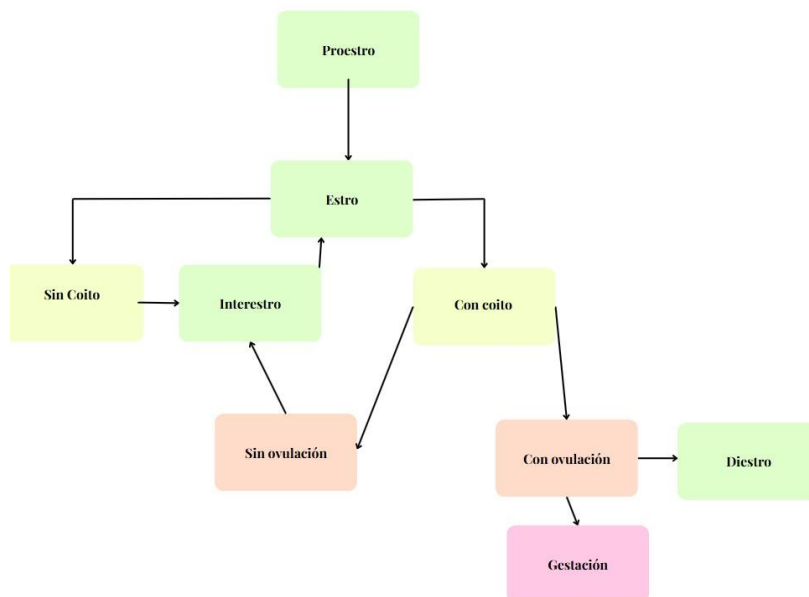 Proestro
Estro
Sin Coito
Interestro
Con coito
Sin ovulación
Con ovulación
Diestro
Gestación